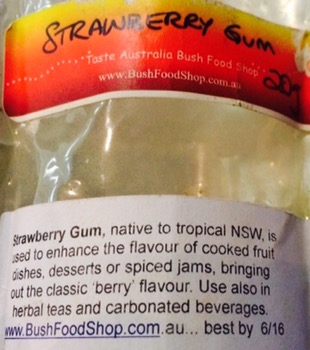 STRAWBERRY GUM
Taste Australia Bush Food Shop
www.BushFoodShop.com.au
20g
Strawberry Gum, native to tropical NSW, is
used to enhance the flavour of cooked fruit
dishes, desserts or spiced jams, bringing
out the classic 'berry' flavour. Use also in
herbal teas and carbonated beverages.
www.BushFoodShop.com.au... best by 6/16